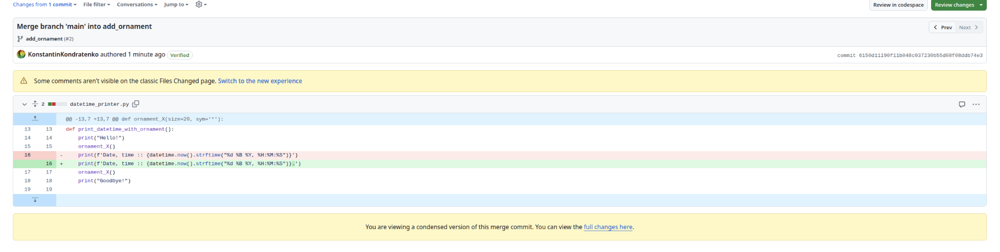 Changes from 1 commit File filter Conversations Jump to Review in codespace Review changes
Merge branch 'main' into add_ornament
Prev Next
add_ornament (#2)
KonstantinKondratenko authored 1 minute ago Verified commit 6150d11190f11b048c037230b55d08f08ddb74e3
Some comments aren't visible on the classic Files Changed page. Switch to the new experience
2 datetime_printer.py
@@ -13,7 +13,7 @@ def ornament_X(size=20, sym='*'):
13 13 def print_datetime_with_ornament():
14 14 print("Hello!")
15 15 ornament_X()
16 - print(f'Date, time :: {datetime.now().strftime("%d %B %Y, %H:%M:%S")}')
16 + print(f'Date, time :: {datetime.now().strftime("%d %B %Y, %H:%M:%S")}.')
17 17 ornament_X()
18 18 print("Goodbye!")
19 19
You are viewing a condensed version of this merge commit. You can view the full changes here.